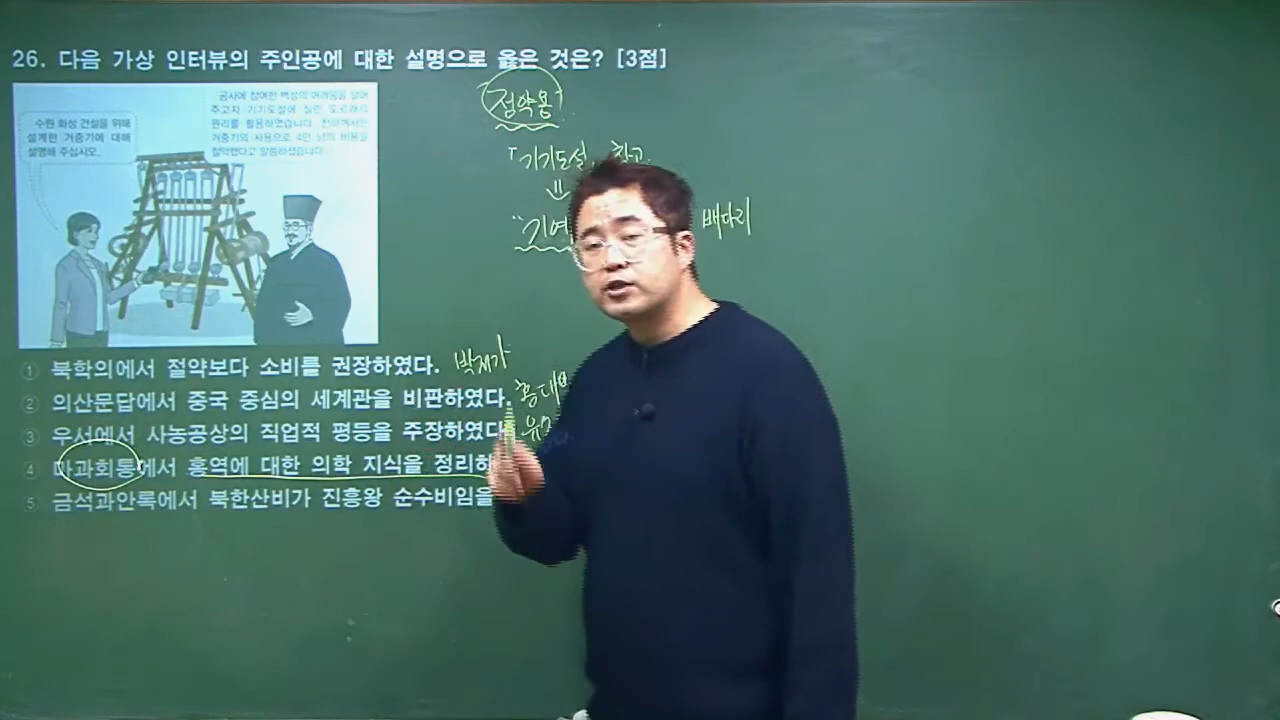 26. 다음 가상 인터뷰의 주인공에 대한 설명으로 옳은 것은? [3점]
수원 화성 건설을 위해
설계한 거중기에 대해
설명해 주십시오.
공사에 참여한 백성의 어려움을 덜어
주고자 기기도설에 실린 도르래의
원리를 활용하였습니다. 전하께서는
거중기의 사용으로 4만 냥의 비용을
절약했다고 말씀하셨습니다.
정약용
「기기도설」 참고
배다리
① 북학의에서 절약보다 소비를 권장하였다. 박제가
② 의산문답에서 중국 중심의 세계관을 비판하였다. 홍대
③ 우서에서 사농공상의 직업적 평등을 주장하였다 유
④ 마과회통에서 홍역에 대한 의학 지식을 정리하
⑤ 금석과안록에서 북한산비가 진흥왕 순수비임을